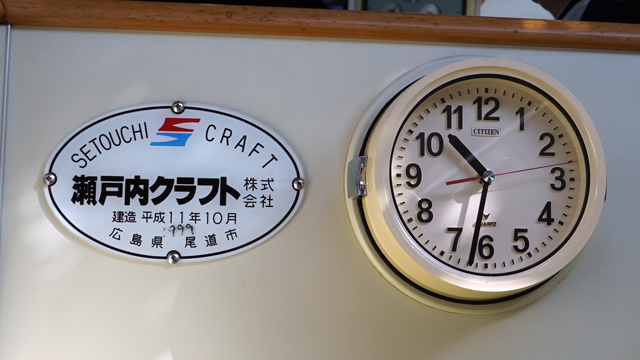 SETOUCHI CRAFT
瀬戸内クラフト 株式会社
建造 平成11年10月
1999
広島県 尾道市
12
1
2
3
4
5
6
7
8
9
10
11
CITIZEN
QUARTZ